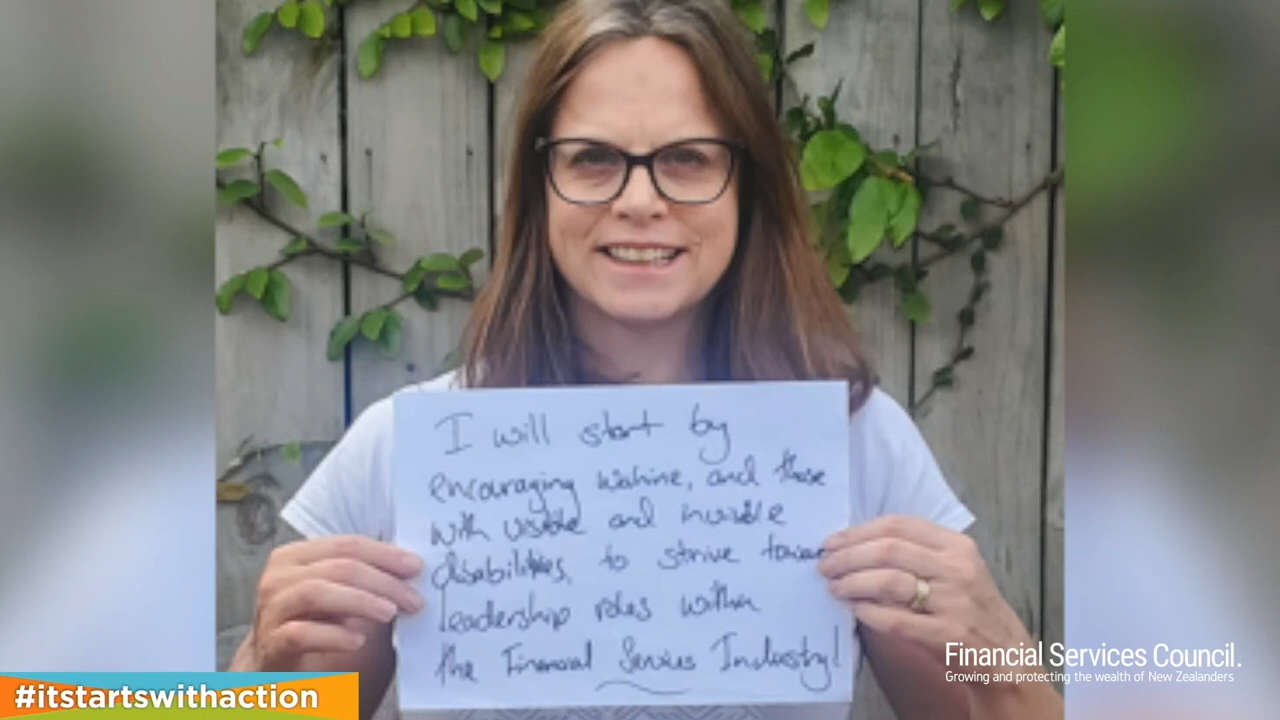 I will start by
encouraging wahine, and those
with visible and invisible
disabilities, to strive toward
leadership roles within
the Financial Services Industry!
#itstartswithaction
Financial Services Council.
Growing and protecting the wealth of New Zealanders